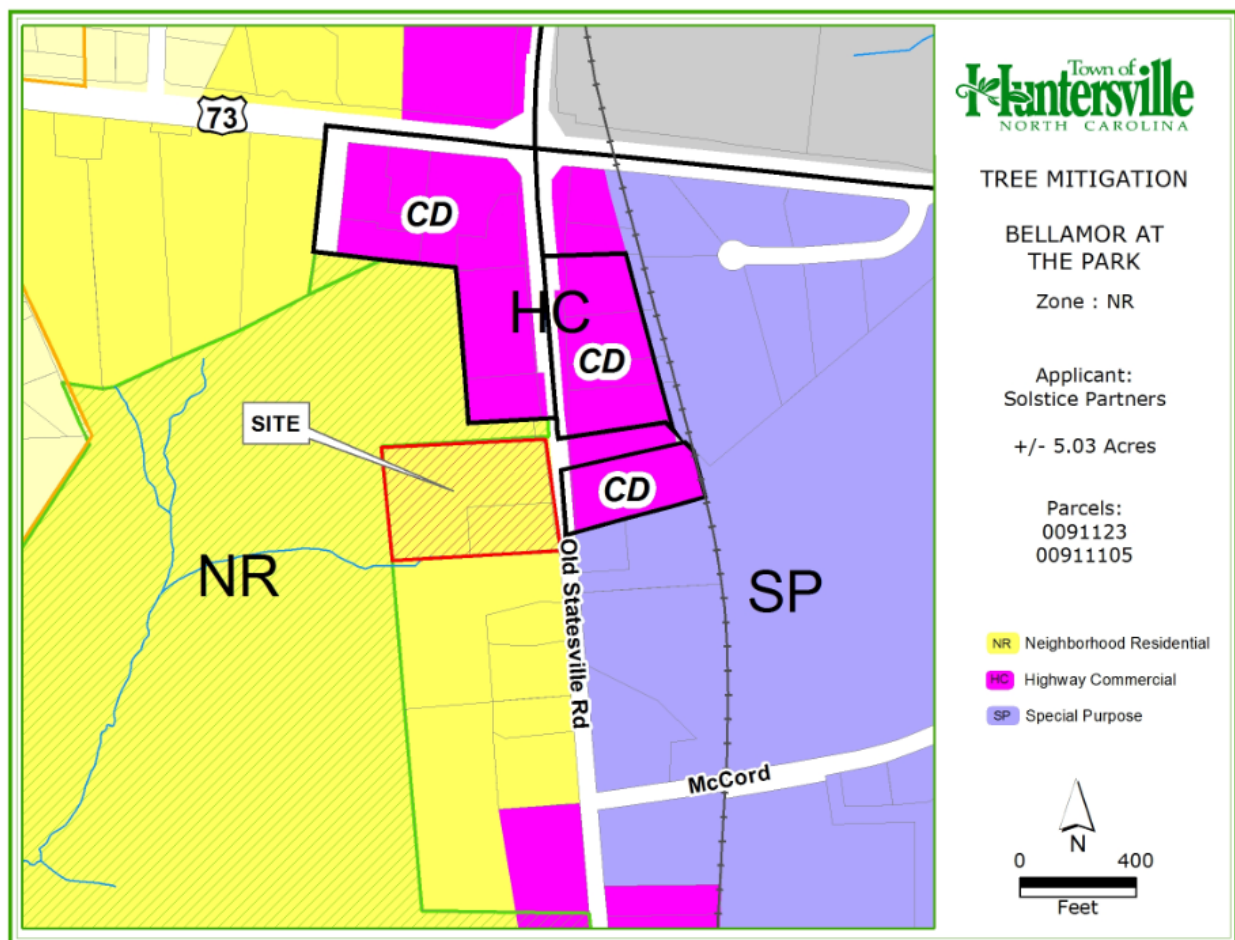 73
CD
HC
CD
SITE
CD
NR
Old Statesville Rd
SP
McCord
Town of
Huntersville
NORTH CAROLINA
TREE MITIGATION
BELLAMOR AT
THE PARK
Zone : NR
Applicant:
Solstice Partners
+/- 5.03 Acres
Parcels:
0091123
00911105
NR Neighborhood Residential
HC Highway Commercial
SP Special Purpose
N
0 400
Feet